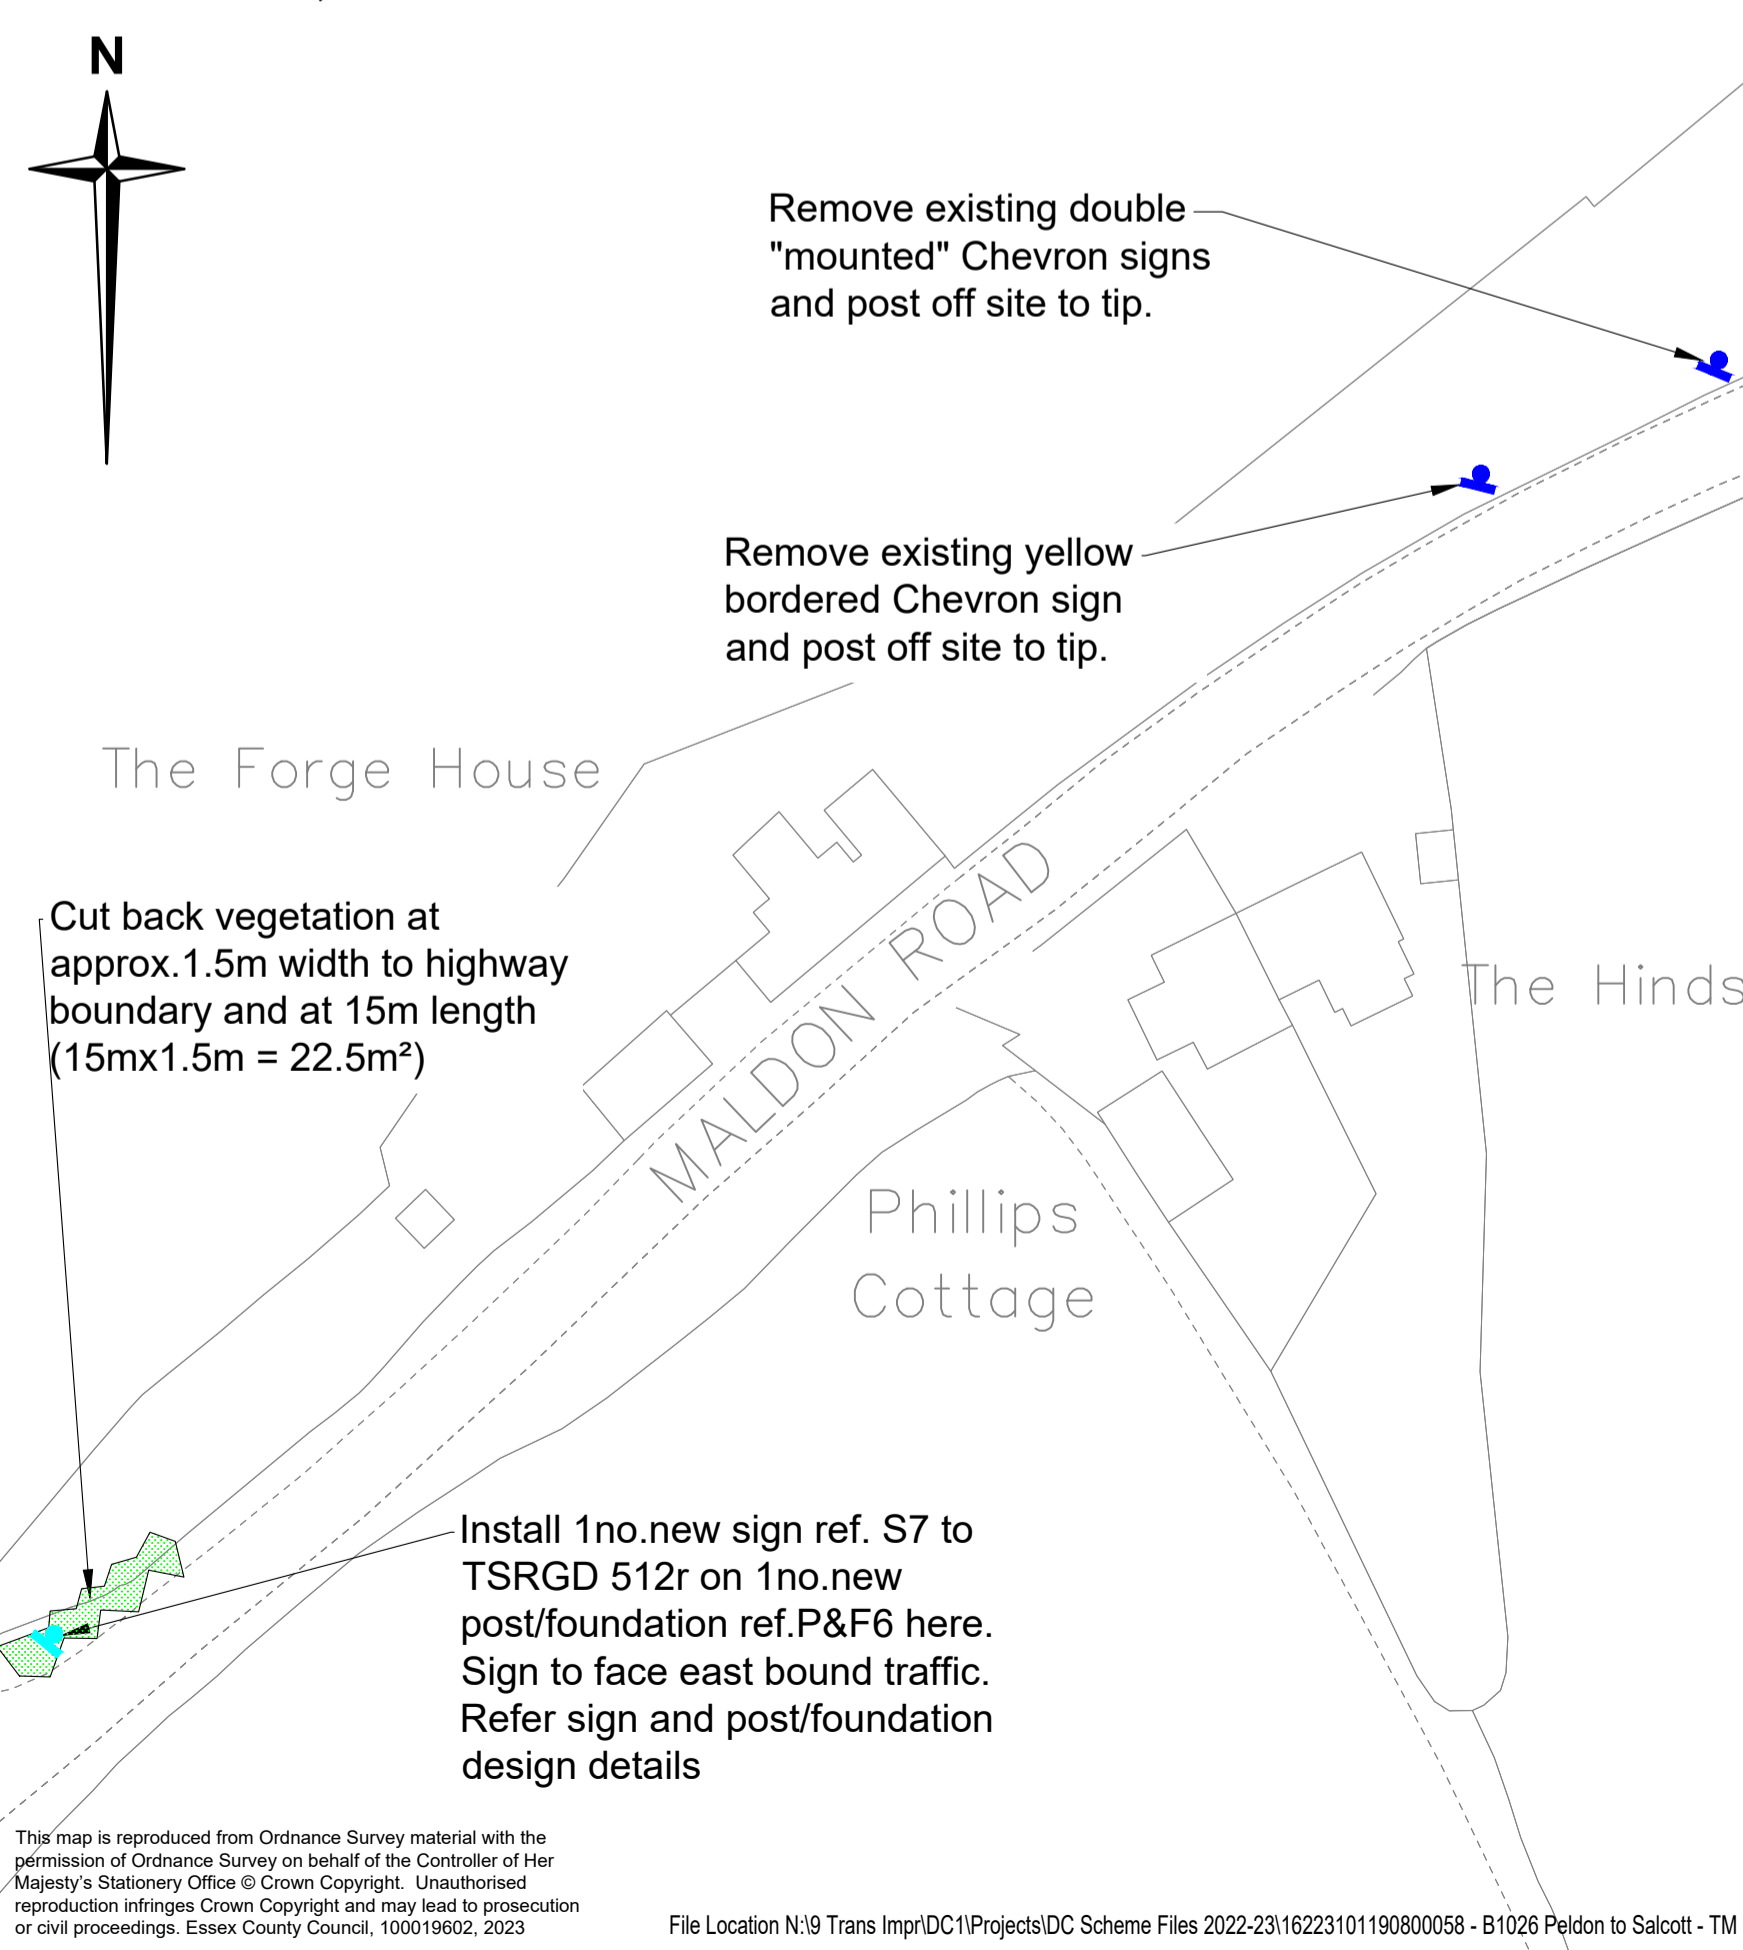 N
Remove existing double
"mounted" Chevron signs
and post off site to tip.
Remove existing yellow
bordered Chevron sign
and post off site to tip.
The Forge House
Cut back vegetation at
approx.1.5m width to highway
boundary and at 15m length
(15mx1.5m = 22.5m²)
MALDON ROAD
The Hinds
Phillips
Cottage
Install 1no.new sign ref. S7 to
TSRGD 512r on 1no.new
post/foundation ref.P&F6 here.
Sign to face east bound traffic.
Refer sign and post/foundation
design details
This map is reproduced from Ordnance Survey material with the
permission of Ordnance Survey on behalf of the Controller of Her
Majesty's Stationery Office © Crown Copyright.  Unauthorised
reproduction infringes Crown Copyright and may lead to prosecution
or civil proceedings. Essex County Council, 100019602, 2023
File Location N:\9 Trans Impr\DC1\Projects\DC Scheme Files 2022-23\16223101190800058 - B1026 Peldon to Salcott - TM